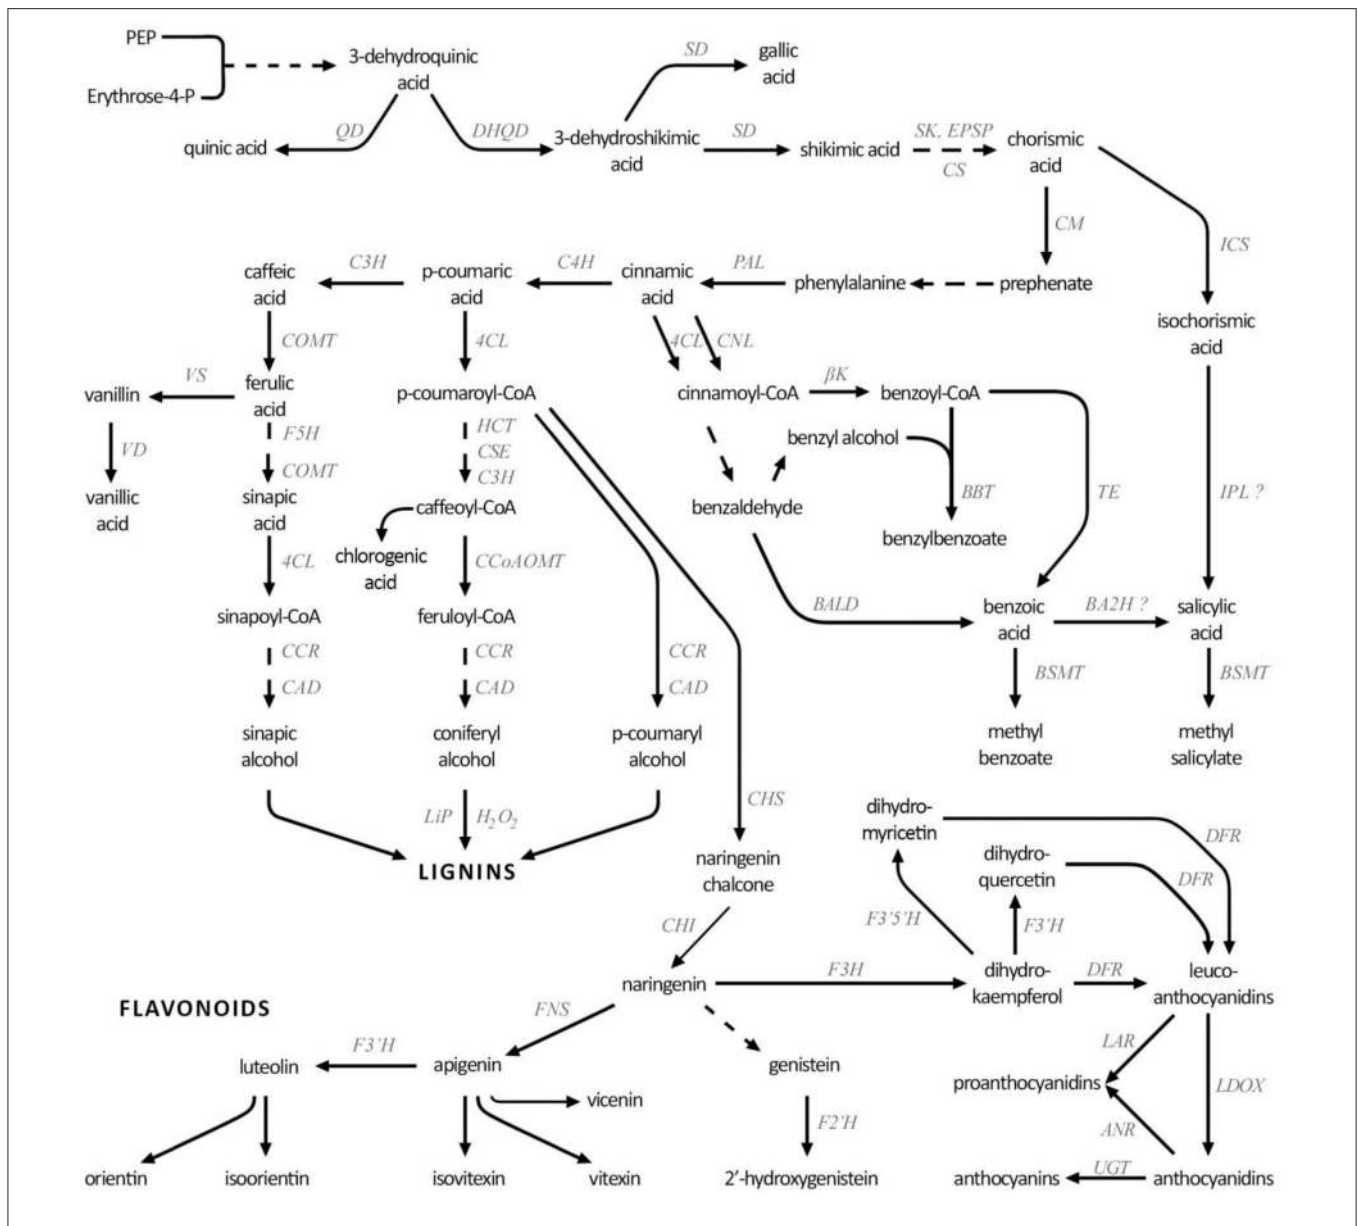 PEP
3-dehydroquinic
acid
Erythrose-4-P
SD
gallic
acid
quinic acid
QD
DHQD
3-dehydroshikimic
acid
SD
shikimic acid
SK, EPSP
CS
chorismic
acid
CM
ICS
caffeic
acid
C3H
p-coumaric
acid
C4H
cinnamic
acid
PAL
phenylalanine
prephenate
isochorismic
acid
COMT
4CL
4CL
CNL
vanillin
VS
ferulic
acid
p-coumaroyl-CoA
cinnamoyl-CoA
βK
benzoyl-CoA
VD
F5H
COMT
HCT
CSE
C3H
benzyl alcohol
vanillic
acid
sinapic
acid
caffeoyl-CoA
benzaldehyde
BBT
TE
IPL ?
benzylbenzoate
chlorogenic
acid
4CL
CCoAOMT
sinapoyl-CoA
feruloyl-CoA
BALD
benzoic
acid
BA2H ?
salicylic
acid
CCR
CAD
CCR
CAD
CCR
CAD
BSMT
BSMT
sinapic
alcohol
coniferyl
alcohol
p-coumaryl
alcohol
methyl
benzoate
methyl
salicylate
LiP
H2O2
CHS
LIGNINS
naringenin
chalcone
dihydro-
myricetin
DFR
dihydro-
quercetin
DFR
CHI
F3'5'H
F3'H
naringenin
F3H
dihydro-
kaempferol
DFR
leuco-
anthocyanidins
FLAVONOIDS
FNS
luteolin
F3'H
apigenin
genistein
LAR
proanthocyanidins
LDOX
vicenin
F2'H
ANR
orientin
isoorientin
isovitexin
vitexin
2'-hydroxygenistein
anthocyanins
UGT
anthocyanidins